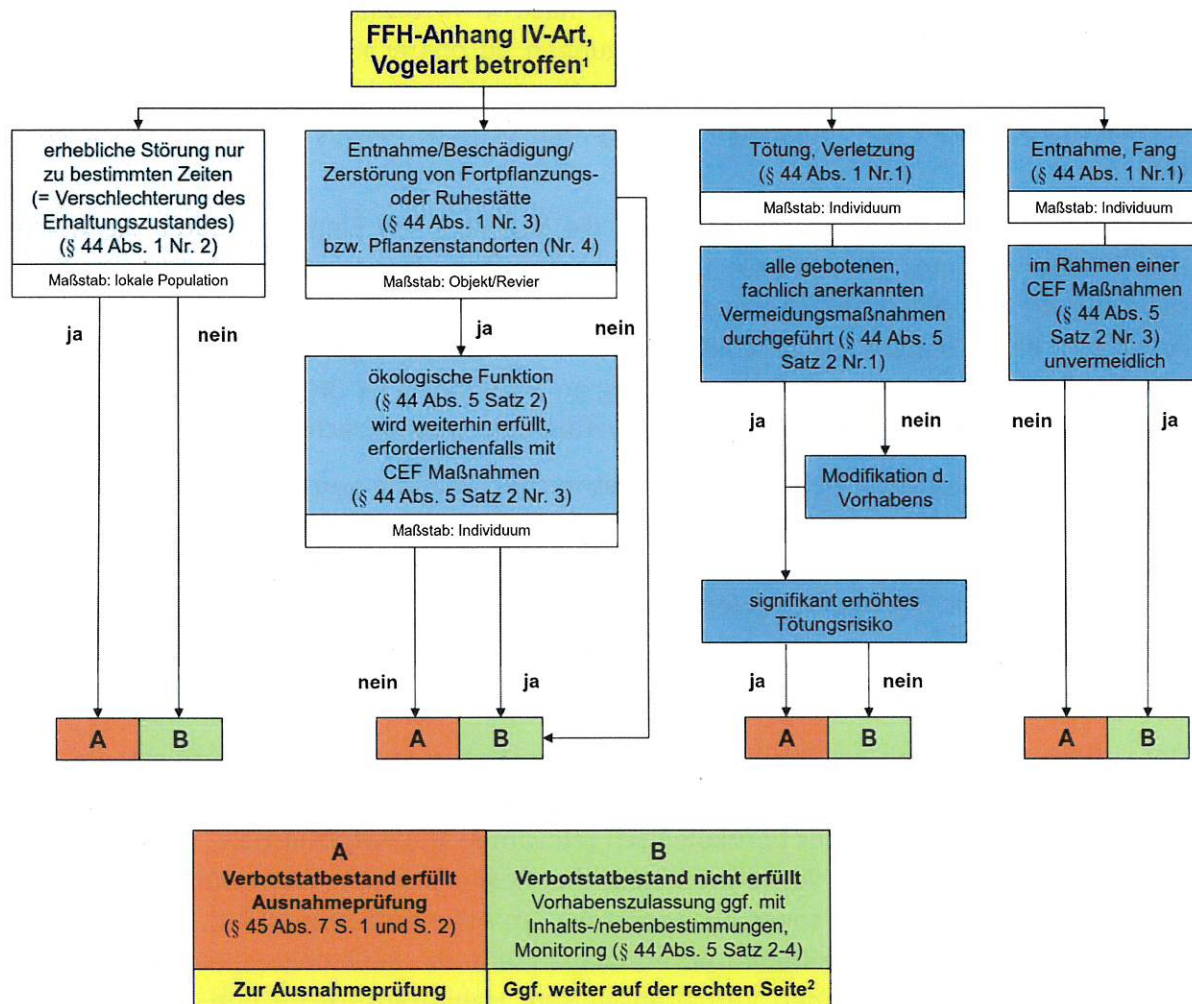 FFH-Anhang IV-Art,
Vogelart betroffen¹
erhebliche Störung nur
zu bestimmten Zeiten
(= Verschlechterung des
Erhaltungszustandes)
(§ 44 Abs. 1 Nr. 2)
Maßstab: lokale Population
ja
nein
A
B
Entnahme/Beschädigung/
Zerstörung von Fortpflanzungs-
oder Ruhestätte
(§ 44 Abs. 1 Nr. 3)
bzw. Pflanzenstandorten (Nr. 4)
Maßstab: Objekt/Revier
ja
nein
ökologische Funktion
(§ 44 Abs. 5 Satz 2)
wird weiterhin erfüllt,
erforderlichenfalls mit
CEF Maßnahmen
(§ 44 Abs. 5 Satz 2 Nr. 3)
Maßstab: Individuum
nein
ja
A
B
Tötung, Verletzung
(§ 44 Abs. 1 Nr.1)
Maßstab: Individuum
alle gebotenen,
fachlich anerkannten
Vermeidungsmaßnahmen
durchgeführt (§ 44 Abs. 5
Satz 2 Nr.1)
ja
nein
Modifikation d.
Vorhabens
signifikant erhöhtes
Tötungsrisiko
ja
nein
A
B
Entnahme, Fang
(§ 44 Abs. 1 Nr.1)
Maßstab: Individuum
im Rahmen einer
CEF Maßnahmen
(§ 44 Abs. 5
Satz 2 Nr. 3)
unvermeidlich
nein
ja
A
B
A
Verbotstatbestand erfüllt
Ausnahmeprüfung
(§ 45 Abs. 7 S. 1 und S. 2)
Zur Ausnahmeprüfung
B
Verbotstatbestand nicht erfüllt
Vorhabenszulassung ggf. mit
Inhalts-/nebenbestimmungen,
Monitoring (§ 44 Abs. 5 Satz 2-4)
Ggf. weiter auf der rechten Seite²